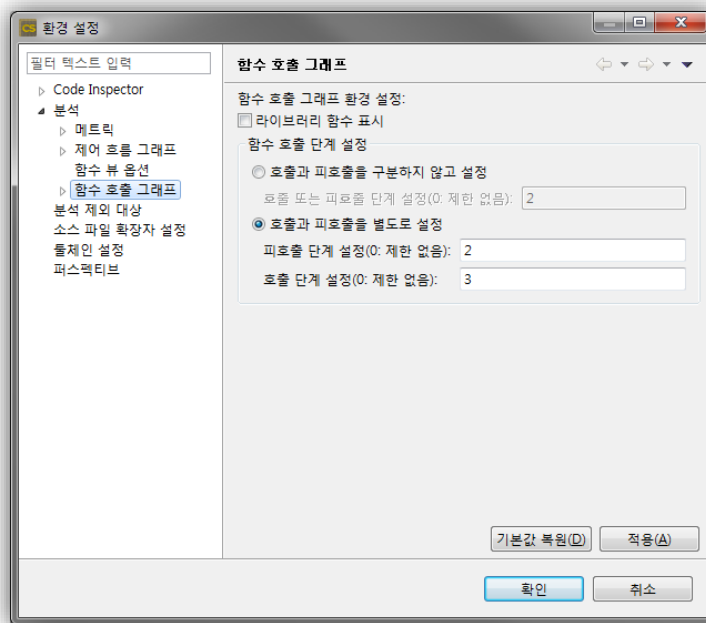 CS 환경 설정
필터 텍스트 입력
Code Inspector
분석
메트릭
제어 흐름 그래프
함수 뷰 옵션
함수 호출 그래프
분석 제외 대상
소스 파일 확장자 설정
툴체인 설정
퍼스펙티브
함수 호출 그래프
함수 호출 그래프 환경 설정:
라이브러리 함수 표시
함수 호출 단계 설정
호출과 피호출을 구분하지 않고 설정
호출 또는 피호출 단계 설정(0: 제한 없음): 2
호출과 피호출을 별도로 설정
피호출 단계 설정(0: 제한 없음): 2
호출 단계 설정(0: 제한 없음): 3
기본값 복원(D) 적용(A)
확인 취소